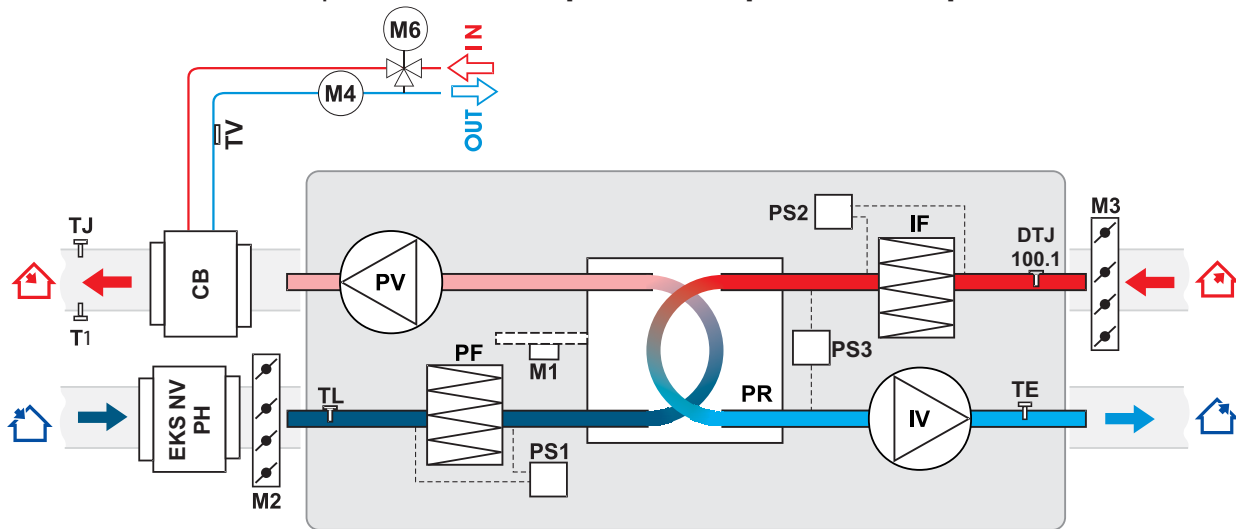 M6
IN
M4
OUT
TV
TJ
CB
T1
PV
PS2
IF
DTJ
100.1
M3
M1
PS3
PF
PR
EKS NV
PH
TL
PS1
M2
IV
TE